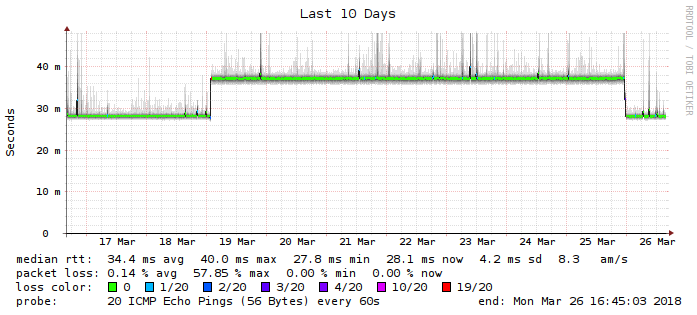 Last 10 Days
RRDTOOL / TOBI OETIKER
Seconds
40 m
30 m
20 m
10 m
0
17 Mar 18 Mar 19 Mar 20 Mar 21 Mar 22 Mar 23 Mar 24 Mar 25 Mar 26 Mar
median rtt: 34.4 ms avg 40.0 ms max 27.8 ms min 28.1 ms now 4.2 ms sd 8.3 am/s
packet loss: 0.14 % avg 57.85 % max 0.00 % min 0.00 % now
loss color: 0 1/20 2/20 3/20 4/20 10/20 19/20
probe: 20 ICMP Echo Pings (56 Bytes) every 60s end: Mon Mar 26 16:45:03 2018